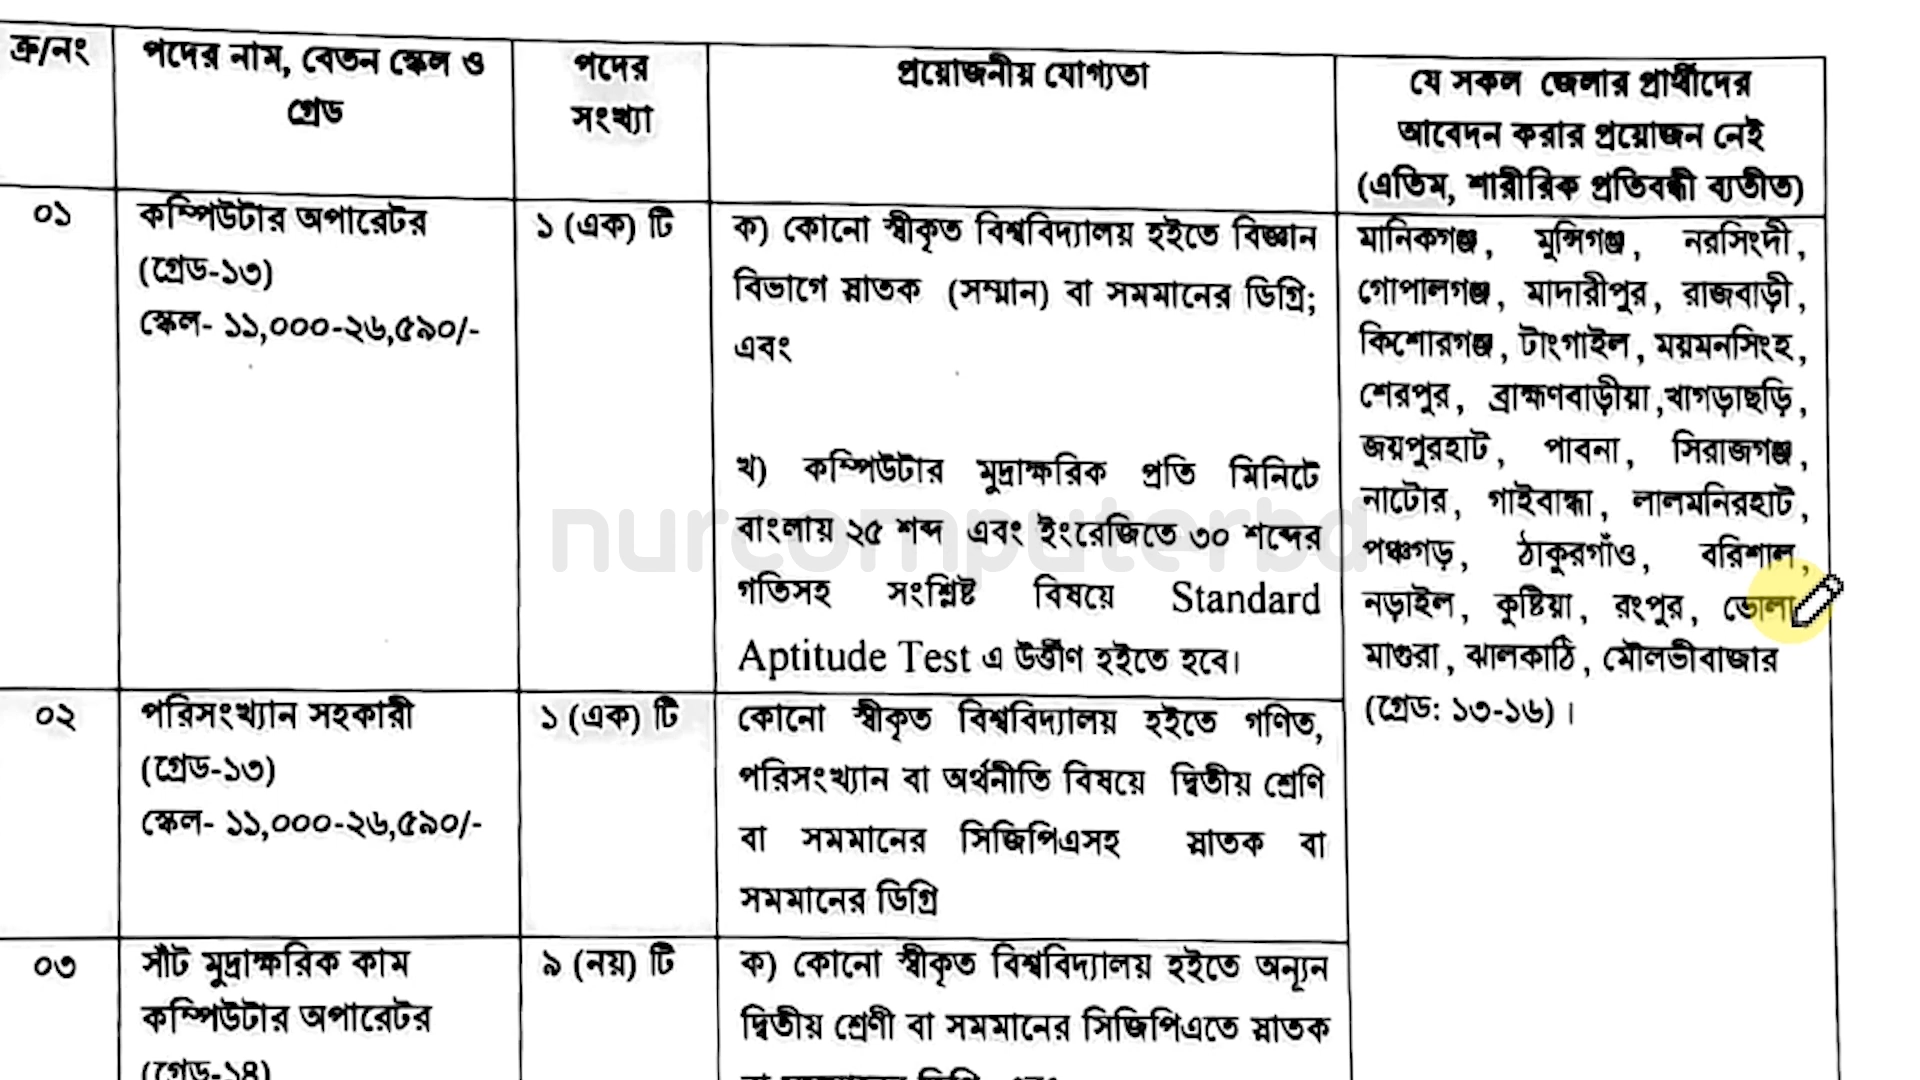 ক্র/নং
পদের নাম, বেতন স্কেল ও
গ্রেড
পদের
সংখ্যা
প্রয়োজনীয় যোগ্যতা
যে সকল জেলার প্রার্থীদের
আবেদন করার প্রয়োজন নেই
(এতিম, শারীরিক প্রতিবন্ধী ব্যতীত)
০১
কম্পিউটার অপারেটর
(গ্রেড-১৩)
স্কেল- ১১,০০০-২৬,৫৯০/-
১ (এক) টি
ক) কোনো স্বীকৃত বিশ্ববিদ্যালয় হইতে বিজ্ঞান
বিভাগে স্নাতক (সম্মান) বা সমমানের ডিগ্রি;
এবং
খ) কম্পিউটার মুদ্রাক্ষরিক প্রতি মিনিটে
বাংলায় ২৫ শব্দ এবং ইংরেজিতে ৩০ শব্দের
গতিসহ সংশ্লিষ্ট বিষয়ে Standard
Aptitude Test এ উর্ত্তীণ হইতে হবে।
মানিকগঞ্জ, মুন্সিগঞ্জ, নরসিংদী,
গোপালগঞ্জ, মাদারীপুর, রাজবাড়ী,
কিশোরগঞ্জ, টাংগাইল, ময়মনসিংহ,
শেরপুর, ব্রাহ্মণবাড়ীয়া,খাগড়াছড়ি,
জয়পুরহাট, পাবনা, সিরাজগঞ্জ,
নাটোর, গাইবান্ধা, লালমনিরহাট,
পঞ্চগড়, ঠাকুরগাঁও, বরিশাল,
নড়াইল, কুষ্টিয়া, রংপুর, ভোলা
মাগুরা, ঝালকাঠি, মৌলভীবাজার
(গ্রেড: ১৩-১৬)।
০২
পরিসংখ্যান সহকারী
(গ্রেড-১৩)
স্কেল- ১১,০০০-২৬,৫৯০/-
১ (এক) টি
কোনো স্বীকৃত বিশ্ববিদ্যালয় হইতে গণিত,
পরিসংখ্যান বা অর্থনীতি বিষয়ে দ্বিতীয় শ্রেণি
বা সমমানের সিজিপিএসহ স্নাতক বা
সমমানের ডিগ্রি
০৩
সাঁট মুদ্রাক্ষরিক কাম
কম্পিউটার অপারেটর
(গ্রেড-১৪)
৯ (নয়) টি
ক) কোনো স্বীকৃত বিশ্ববিদ্যালয় হইতে অন্যূন
দ্বিতীয় শ্রেণী বা সমমানের সিজিপিএতে স্নাতক
nurcomputerbd